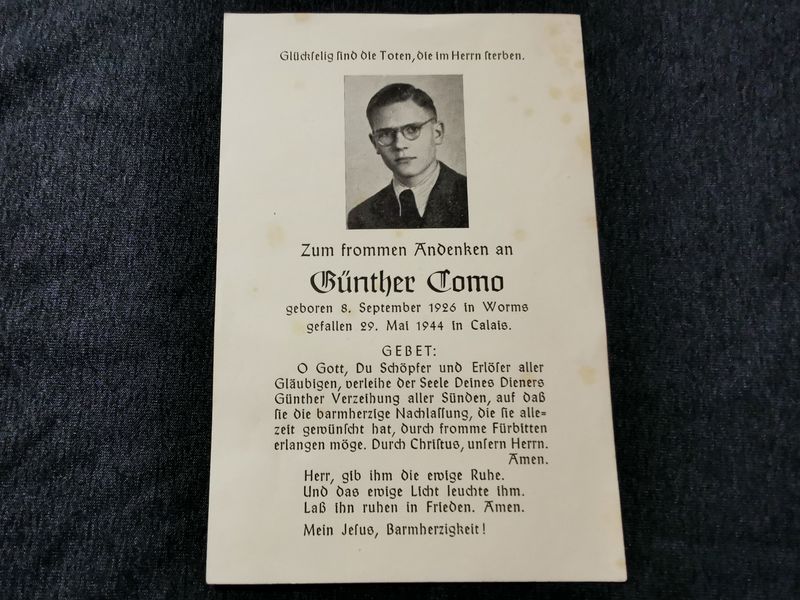 Glückſelig ſind die Toten, die im Herrn ſterben.
Zum frommen Andenken an
Günther Como
geboren 8. September 1926 in Worms
gefallen 29. Mai 1944 in Calais.
GEBET:
O Gott, Du Schöpfer und Erlöſer aller
Gläubigen, verleihe der Seele Deines Dieners
Günther Verzeihung aller Sünden, auf daß
ſie die barmherzige Nachlaſſung, die ſie alle-
zeit gewünſcht hat, durch fromme Fürbitten
erlangen möge. Durch Chriſtus, unſern Herrn.
Amen.
Herr, gib ihm die ewige Ruhe.
Und das ewige Licht leuchte ihm.
Laß ihn ruhen in Frieden. Amen.
Mein Jeſus, Barmherzigkeit!